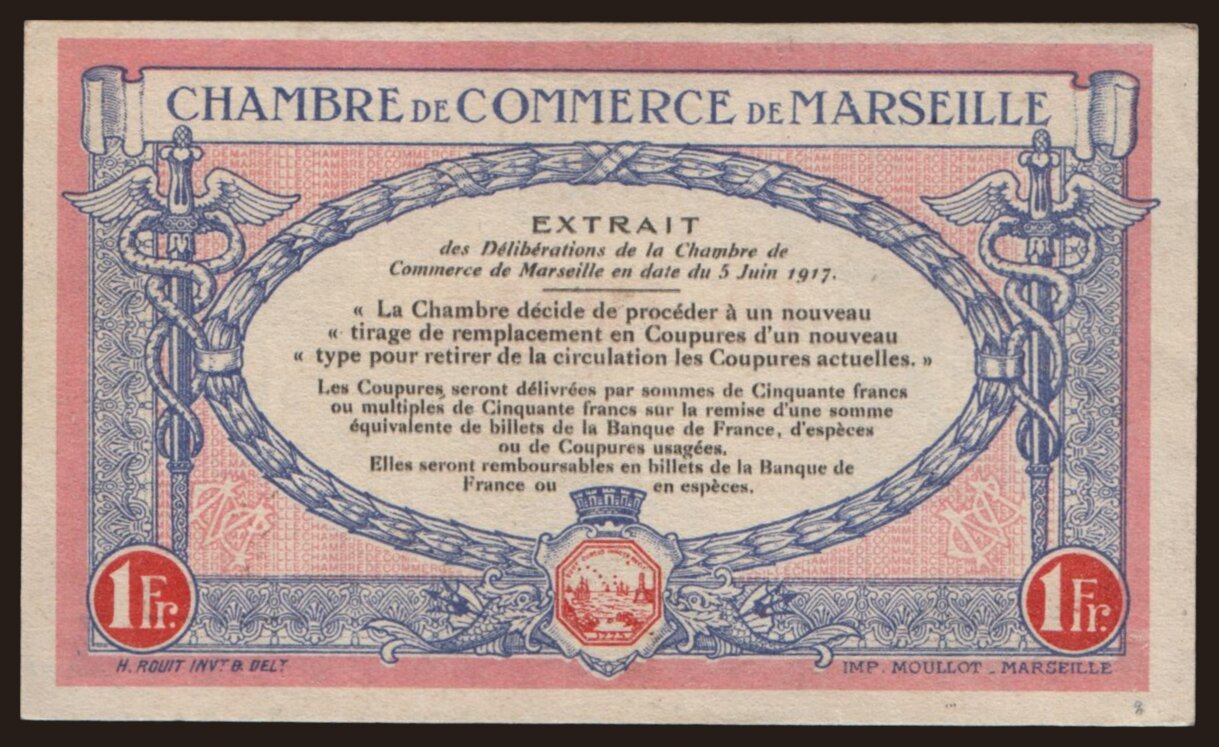 CHAMBRE DE COMMERCE DE MARSEILLE
EXTRAIT
des Délibérations de la Chambre de
Commerce de Marseille en date du 5 Juin 1917.
« La Chambre décide de procéder à un nouveau
« tirage de remplacement en Coupures d'un nouveau
« type pour retirer de la circulation les Coupures actuelles. »
Les Coupures seront délivrées par sommes de Cinquante francs
ou multiples de Cinquante francs sur la remise d'une somme
équivalente de billets de la Banque de France, d'espèces
ou de Coupures usagées.
Elles seront remboursables en billets de la Banque de
France ou en espèces.
1775
1 Fr.
1 Fr.
H. ROUIT INVT & DELT
IMP. MOULLOT - MARSEILLE
8